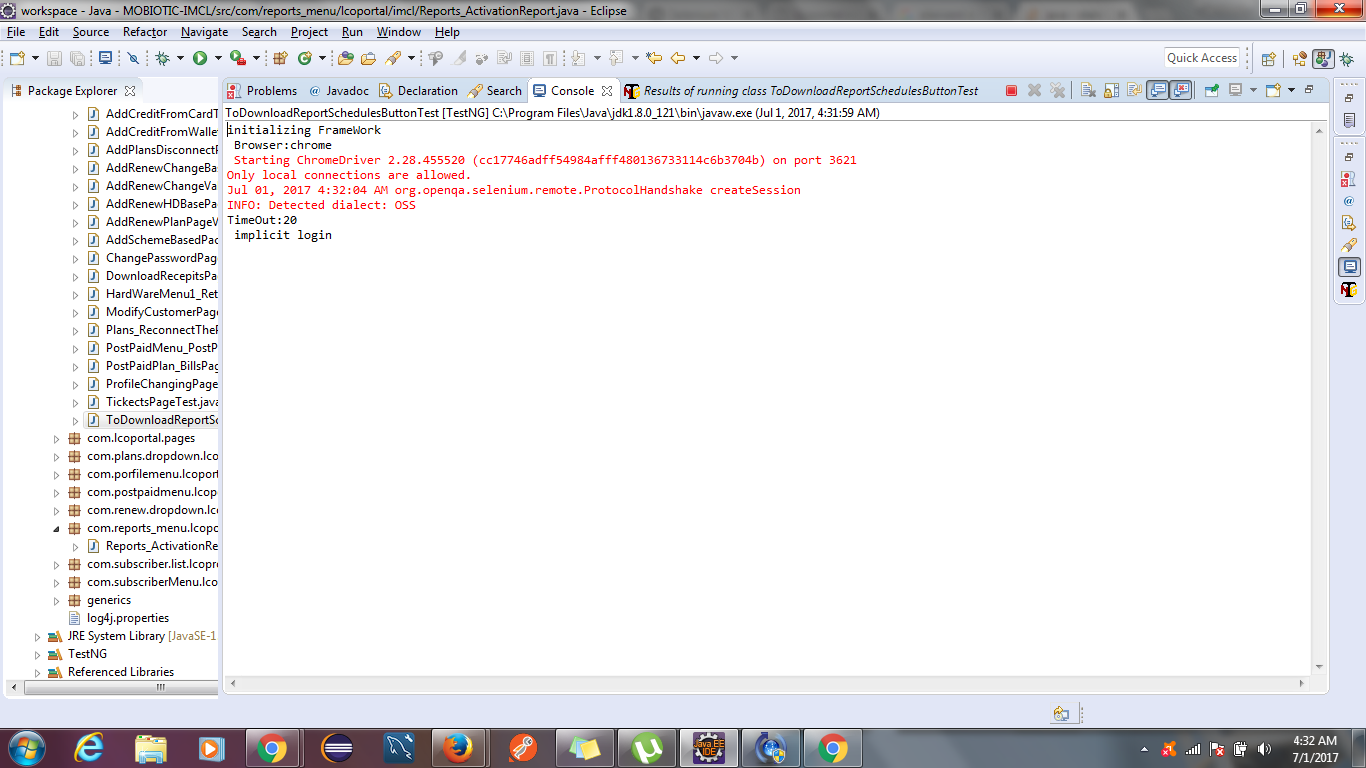 workspace - Java - MOBIOTIC-IMCL/src/com/reports_menu/lcoportal/imcl/Reports_ActivationReport.java - Eclipse
File Edit Source Refactor Navigate Search Project Run Window Help
Quick Access
Package Explorer
Problems @ Javadoc Declaration Search Console Results of running class ToDownloadReportSchedulesButtonTest
ToDownloadReportSchedulesButtonTest [TestNG] C:\Program Files\Java\jdk1.8.0_121\bin\javaw.exe (Jul 1, 2017, 4:31:59 AM)
initializing FrameWork
Browser:chrome
Starting ChromeDriver 2.28.455520 (cc17746adff54984afff480136733114c6b3704b) on port 3621
Only local connections are allowed.
Jul 01, 2017 4:32:04 AM org.openqa.selenium.remote.ProtocolHandshake createSession
INFO: Detected dialect: OSS
TimeOut:20
implicit login
AddCreditFromCardT
AddCreditFromWalle
AddPlansDisconnectF
AddRenewChangeBa
AddRenewChangeVa
AddRenewHDBasePa
AddRenewPlanPageV
AddSchemeBasedPac
ChangePasswordPag
DownloadRecepitsPa
HardWareMenu1_Ret
ModifyCustomerPage
Plans_ReconnectTheP
PostPaidMenu_PostP
PostPaidPlan_BillsPag
ProfileChangingPage
TickectsPageTest.java
ToDownloadReportSc
com.lcoportal.pages
com.plans.dropdown.lco
com.porfilemenu.lcoport
com.postpaidmenu.lcop
com.renew.dropdown.lc
com.reports_menu.lcopo
Reports_ActivationRe
com.subscriber.list.lcopro
com.subscriberMenu.lco
generics
log4j.properties
JRE System Library [JavaSE-1
TestNG
Referenced Libraries
Java EE
IDE
4:32 AM
7/1/2017